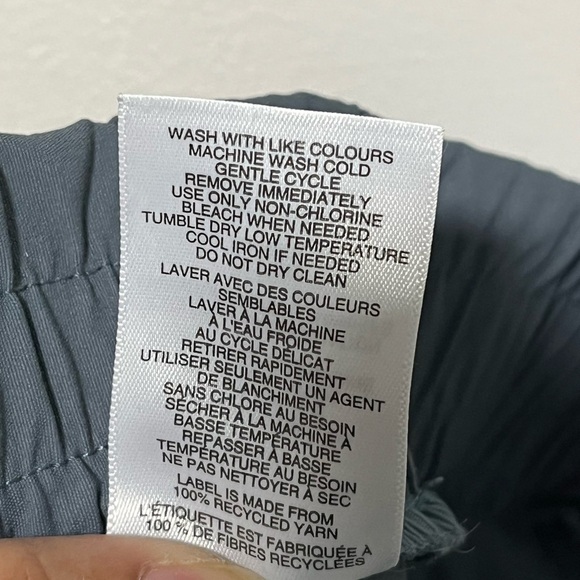 WASH WITH LIKE COLOURS
MACHINE WASH COLD
GENTLE CYCLE
REMOVE IMMEDIATELY
USE ONLY NON-CHLORINE
BLEACH WHEN NEEDED
TUMBLE DRY LOW TEMPERATURE
COOL IRON IF NEEDED
DO NOT DRY CLEAN
LAVER AVEC DES COULEURS
SEMBLABLES
LAVER À LA MACHINE
À L'EAU FROIDE
AU CYCLE DÉLICAT
RETIRER RAPIDEMENT
UTILISER SEULEMENT UN AGENT
DE BLANCHIMENT
SANS CHLORE AU BESOIN
SÉCHER À LA MACHINE À
BASSE TEMPÉRATURE
REPASSER À BASSE
TEMPÉRATURE AU BESOIN
NE PAS NETTOYER À SEC
LABEL IS MADE FROM
100% RECYCLED YARN
L'ÉTIQUETTE EST FABRIQUÉE À
100 % DE FIBRES RECYCLÉES